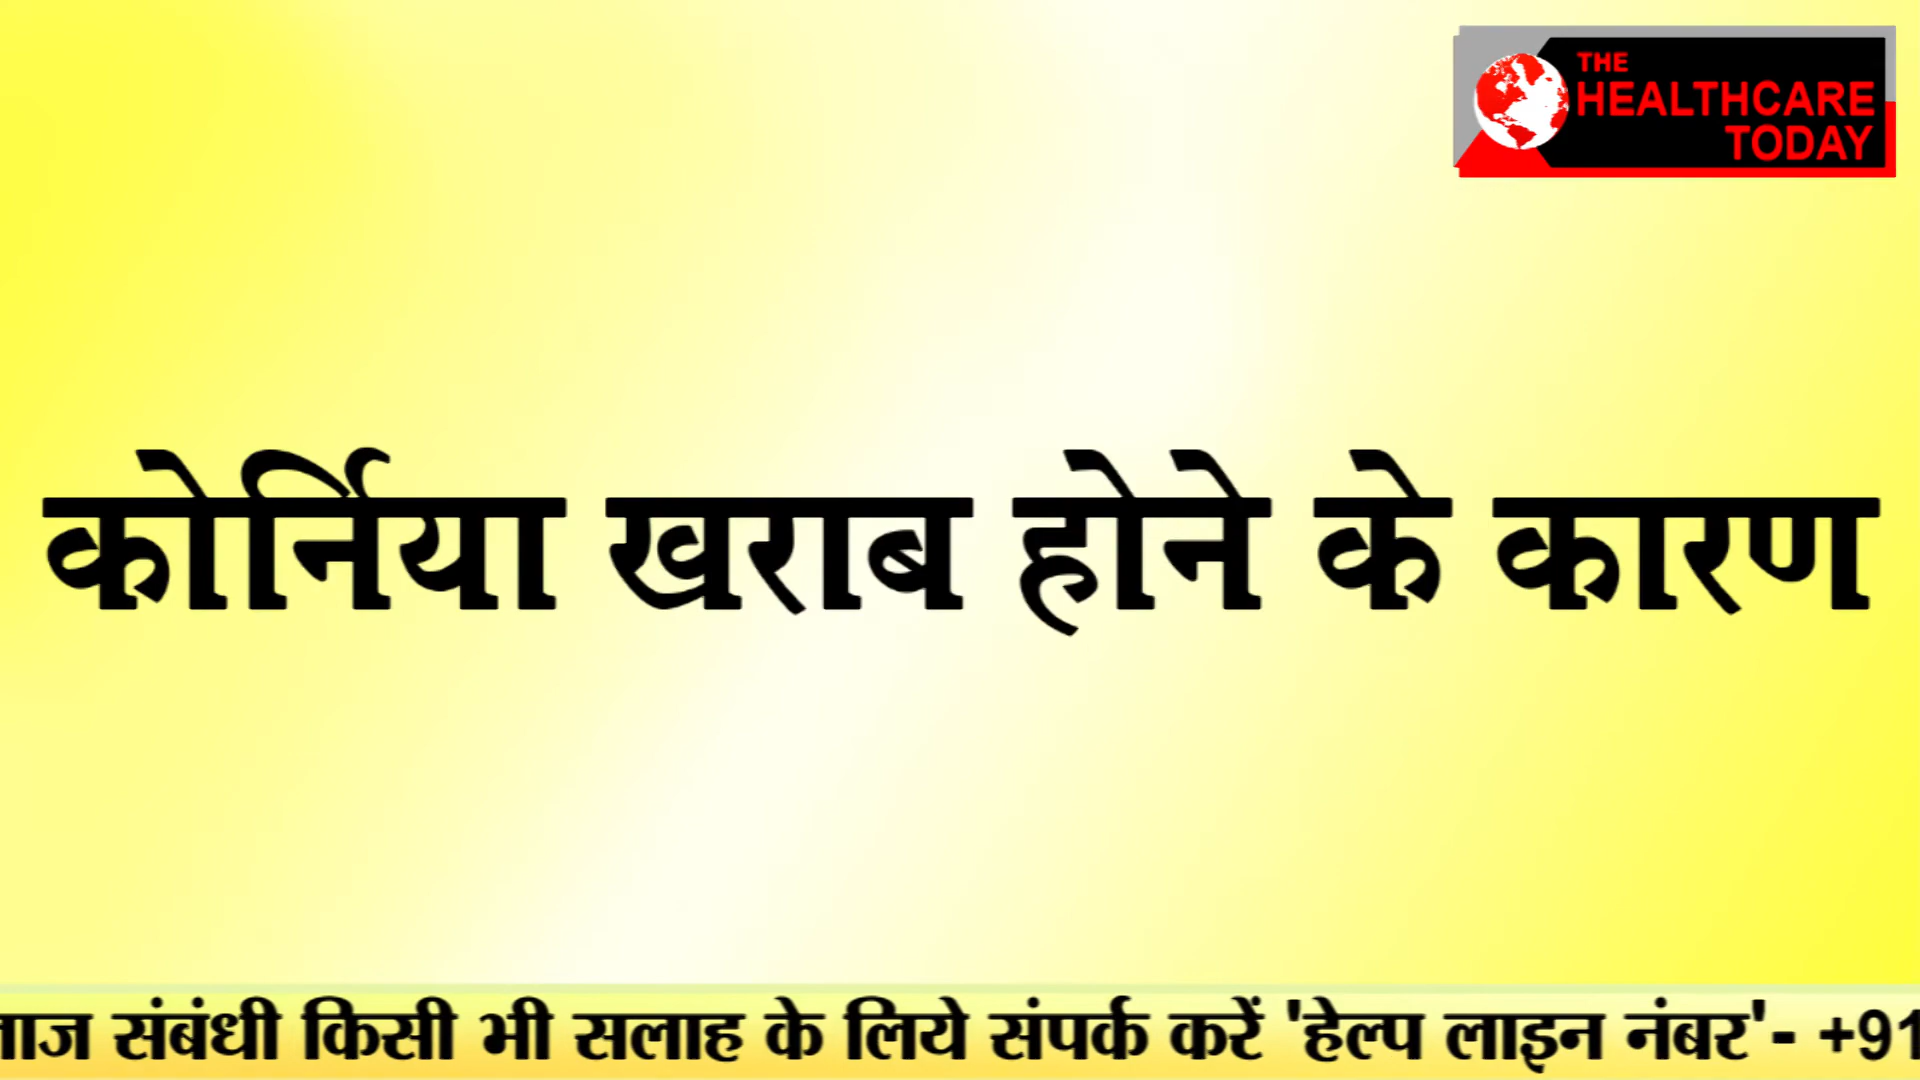 THE
HEALTHCARE
TODAY
कोर्निया खराब होने के कारण
संबंधी किसी भी सलाह के लिये संपर्क करें 'हेल्प लाइन नंबर'- +91